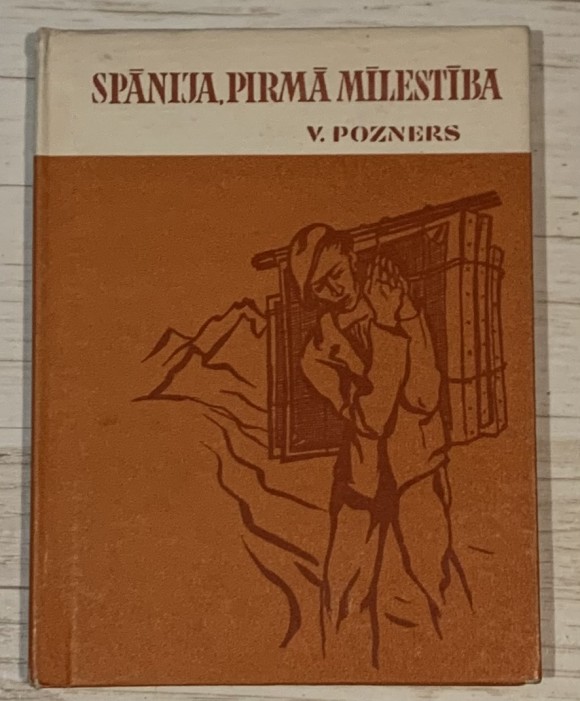 SPĀNIJA, PIRMĀ MĪLESTĪBA
V. POZNERS